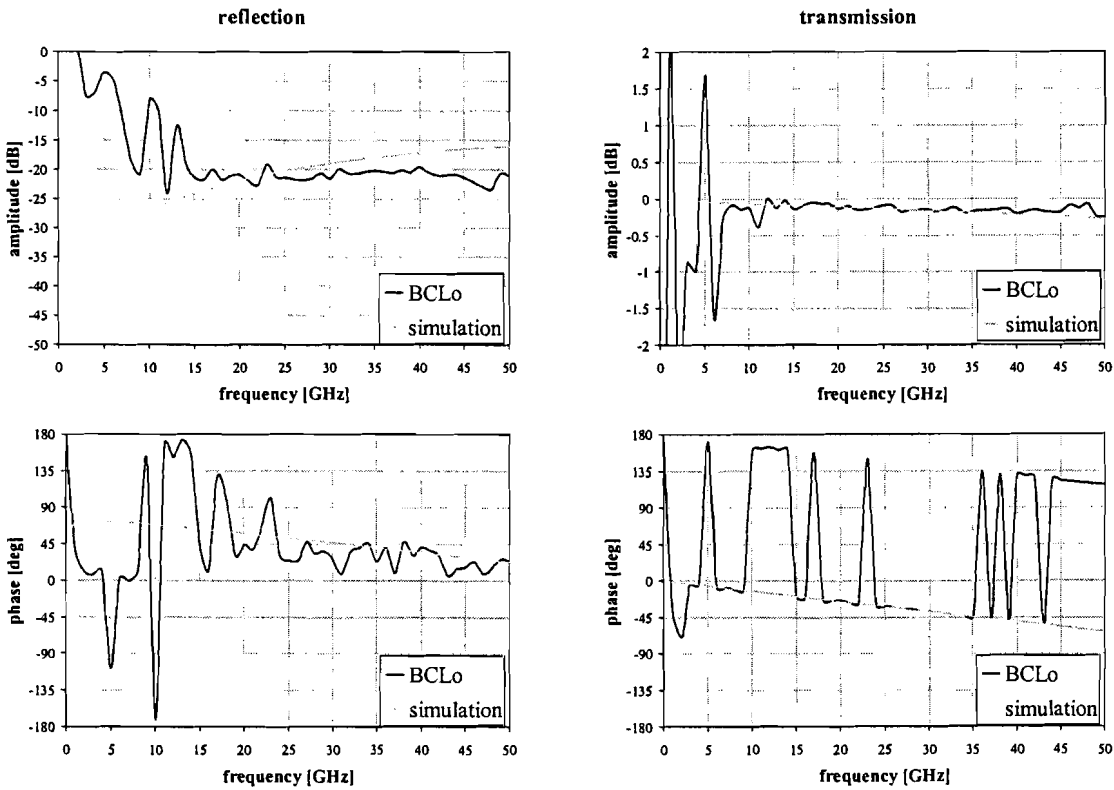 reflection
transmission
0
-5
-10
-15
-20
-25
-30
-35
-40
-45
-50
amplitude [dB]
BCLo
simulation
0 5 10 15 20 25 30 35 40 45 50
frequency [GHz]
2
1.5
1
0.5
0
-0.5
-1
-1.5
-2
amplitude [dB]
BCLo
simulation
0 5 10 15 20 25 30 35 40 45 50
frequency [GHz]
180
135
90
45
0
-45
-90
-135
-180
phase [deg]
BCLo
simulation
0 5 10 15 20 25 30 35 40 45 50
frequency [GHz]
180
135
90
45
0
-45
-90
-135
-180
phase [deg]
BCLo
simulation
0 5 10 15 20 25 30 35 40 45 50
frequency [GHz]